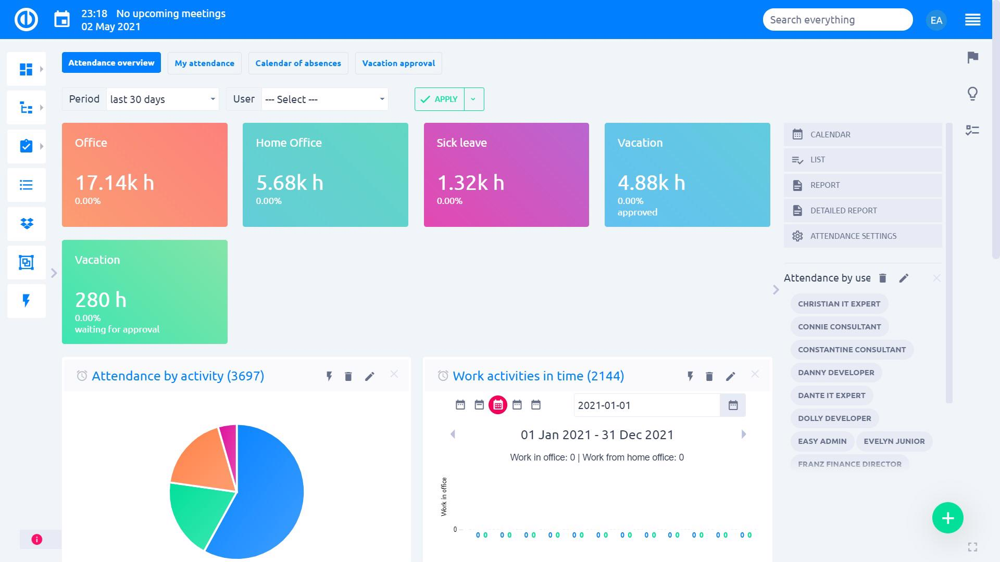 23:18 No upcoming meetings
02 May 2021
Search everything
EA
Attendance overview
My attendance
Calendar of absences
Vacation approval
Period
last 30 days
User
--- Select ---
APPLY
Office
17.14k h
0.00%
Home Office
5.68k h
0.00%
Sick leave
1.32k h
0.00%
Vacation
4.88k h
0.00%
approved
Vacation
280 h
0.00%
waiting for approval
CALENDAR
LIST
REPORT
DETAILED REPORT
ATTENDANCE SETTINGS
Attendance by use
CHRISTIAN IT EXPERT
CONNIE CONSULTANT
CONSTANTINE CONSULTANT
DANNY DEVELOPER
DANTE IT EXPERT
DOLLY DEVELOPER
EASY ADMIN
EVELYN JUNIOR
FRANZ FINANCE DIRECTOR
Attendance by activity (3697)
Work activities in time (2144)
2021-01-01
01 Jan 2021 - 31 Dec 2021
Work in office: 0 | Work from home office: 0
Work in office
0
0 0 0 0 0 0 0 0 0 0 0 0 0 0 0 0 0 0 0 0 0 0 0 0